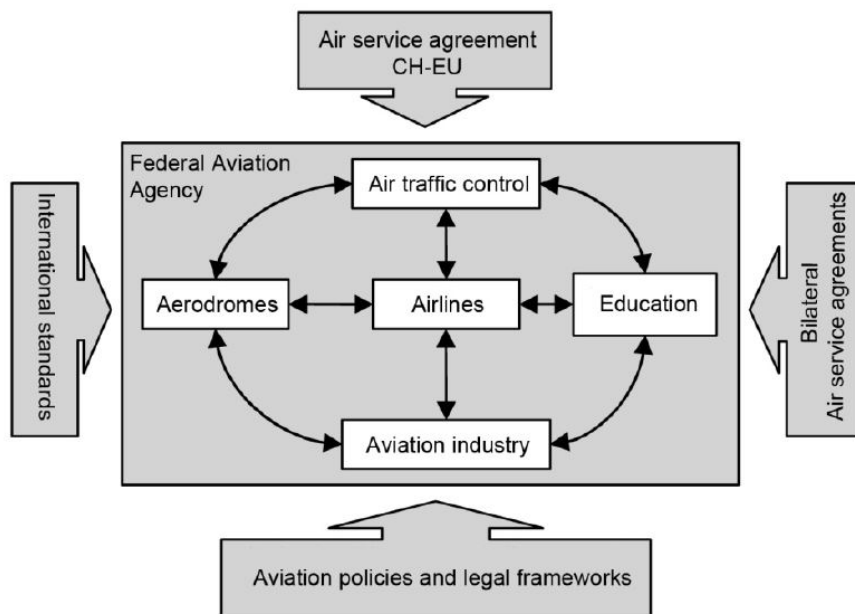 Air service agreement
CH-EU
Federal Aviation
Agency
Air traffic control
International standards
Aerodromes
Airlines
Education
Bilateral
Air service agreements
Aviation industry
Aviation policies and legal frameworks